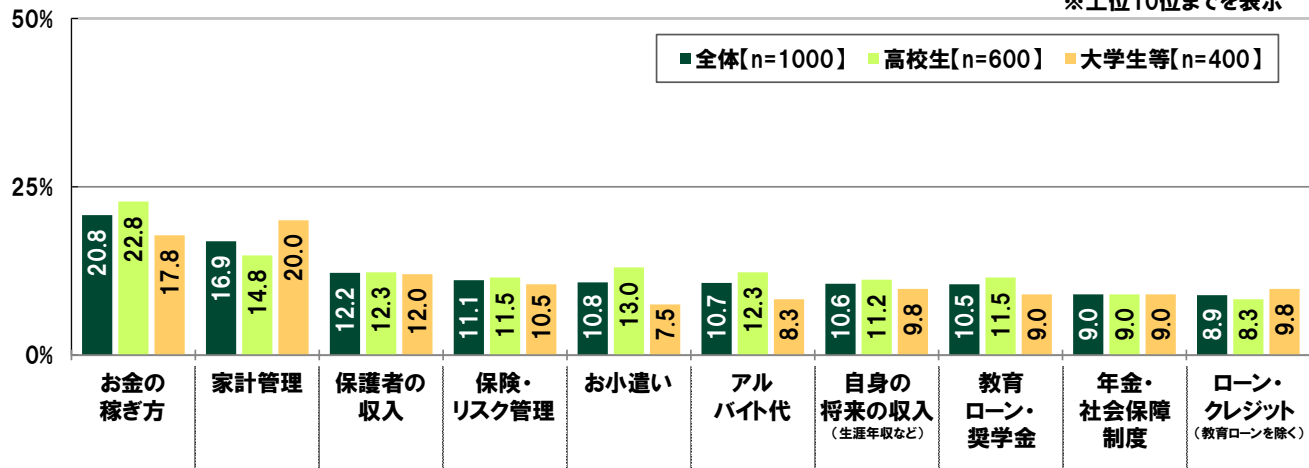 ※上位10位までを表示
50%
■全体【n=1000】 ■高校生【n=600】 ■大学生等【n=400】
25%
0%
20.8 22.8 17.8
16.9 14.8 20.0
12.2 12.3 12.0
11.1 11.5 10.5
10.8 13.0 7.5
10.7 12.3 8.3
10.6 11.2 9.8
10.5 11.5 9.0
9.0 9.0 9.0
8.9 8.3 9.8
お金の
稼ぎ方
家計管理
保護者の
収入
保険・
リスク管理
お小遣い
アル
バイト代
自身の
将来の収入
(生涯年収など)
教育
ローン・
奨学金
年金・
社会保障
制度
ローン・
クレジット
(教育ローンを除く)